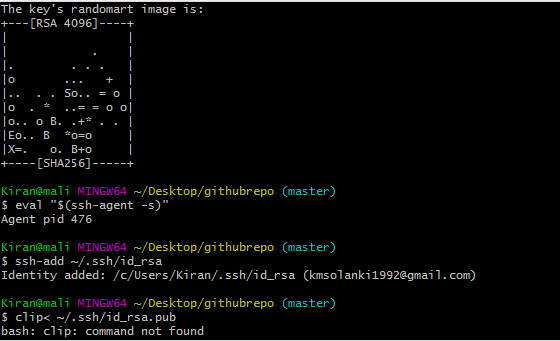 The key's randomart image is:
+---[RSA 4096]----+
|                 |
|           .     |
|.       . . .    |
|o       ...   +  |
|..  . . So.. = o |
|o  . *  ..= = o o|
|o.. o B. .+* . . |
|Eo.. B  *o=o     |
|X=.   o. B+o     |
+----[SHA256]-----+
Kiran@mali MINGW64 ~/Desktop/githubrepo (master)
$ eval "$(ssh-agent -s)"
Agent pid 476
Kiran@mali MINGW64 ~/Desktop/githubrepo (master)
$ ssh-add ~/.ssh/id_rsa
Identity added: /c/Users/Kiran/.ssh/id_rsa (kmsolanki1992@gmail.com)
Kiran@mali MINGW64 ~/Desktop/githubrepo (master)
$ clip< ~/.ssh/id_rsa.pub
bash: clip: command not found